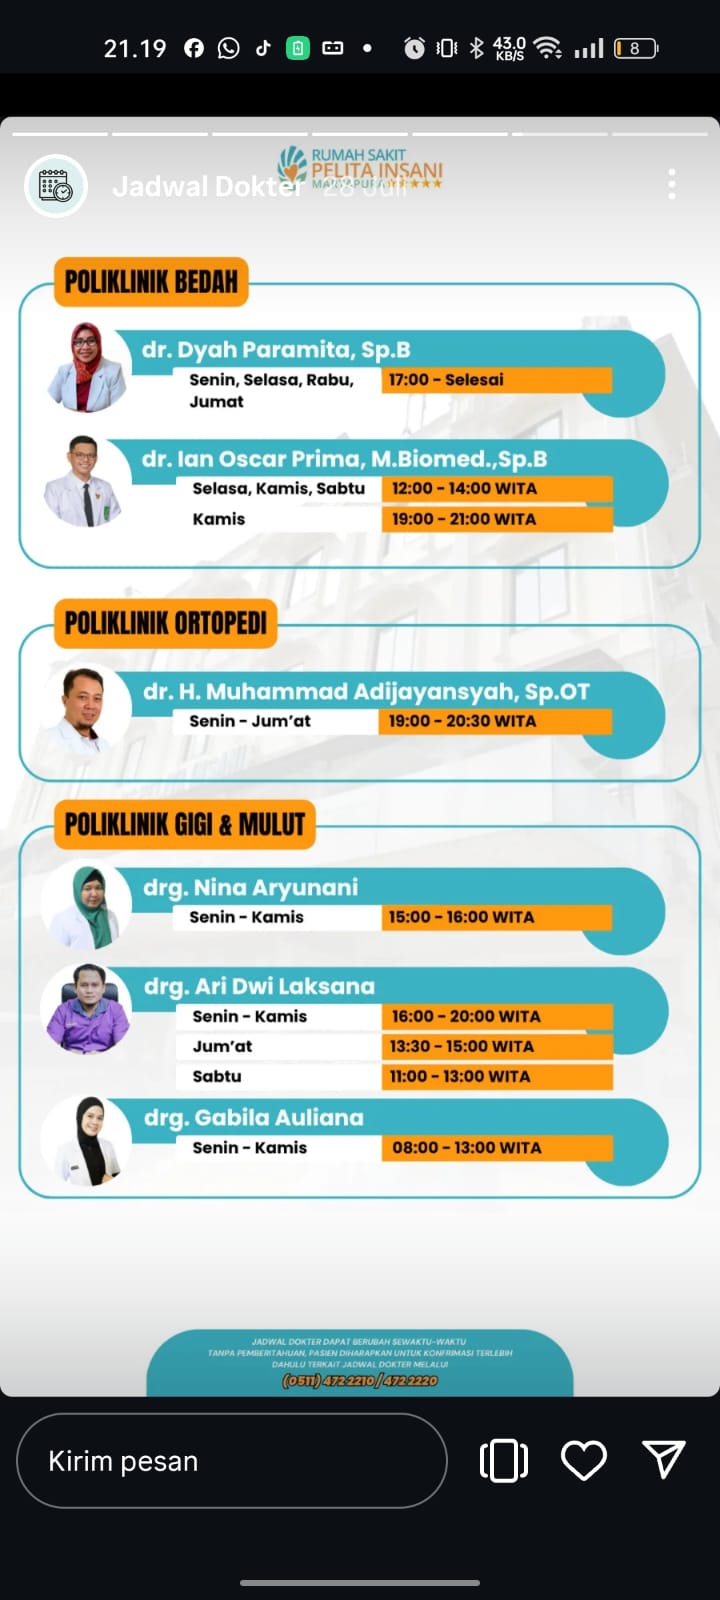 21.19
43.0
KB/S
8
RUMAH SAKIT
PELITA INSANI
MARTAPURA
Jadwal Dokter 28 Juli
POLIKLINIK BEDAH
dr. Dyah Paramita, Sp.B
Senin, Selasa, Rabu, 17:00 - Selesai
Jumat
dr. Ian Oscar Prima, M.Biomed.,Sp.B
Selasa, Kamis, Sabtu 12:00 - 14:00 WITA
Kamis 19:00 - 21:00 WITA
POLIKLINIK ORTOPEDI
dr. H. Muhammad Adijayansyah, Sp.OT
Senin - Jum'at 19:00 - 20:30 WITA
POLIKLINIK GIGI & MULUT
drg. Nina Aryunani
Senin - Kamis 15:00 - 16:00 WITA
drg. Ari Dwi Laksana
Senin - Kamis 16:00 - 20:00 WITA
Jum'at 13:30 - 15:00 WITA
Sabtu 11:00 - 13:00 WITA
drg. Gabila Auliana
Senin - Kamis 08:00 - 13:00 WITA
JADWAL DOKTER DAPAT BERUBAH SEWAKTU-WAKTU
TANPA PEMBERITAHUAN, PASIEN DIHARAPKAN UNTUK KONFIRMASI TERLEBIH
DAHULU TERKAIT JADWAL DOKTER MELALUI
(0511) 4722210 / 4722220
Kirim pesan